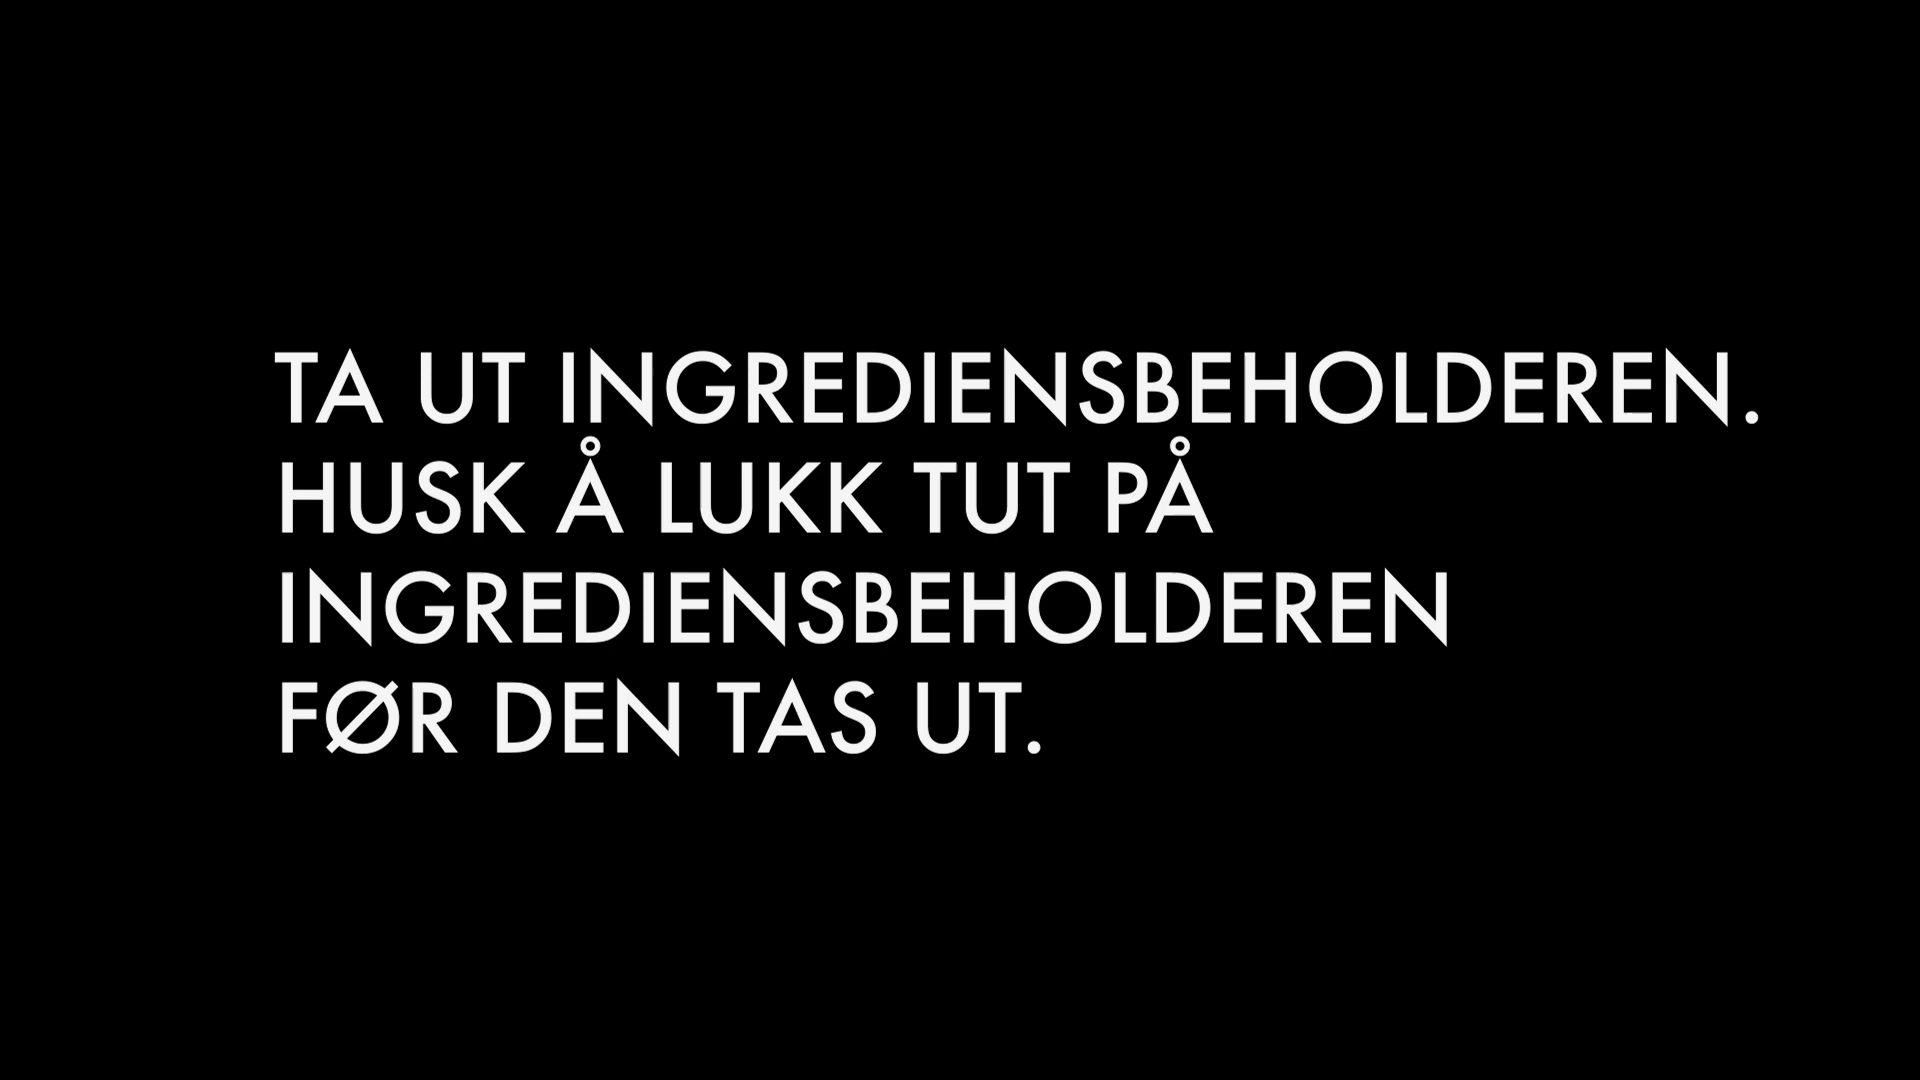 TA UT INGREDIENSBEHOLDEREN.
HUSK Å LUKK TUT PÅ
INGREDIENSBEHOLDEREN
FØR DEN TAS UT.